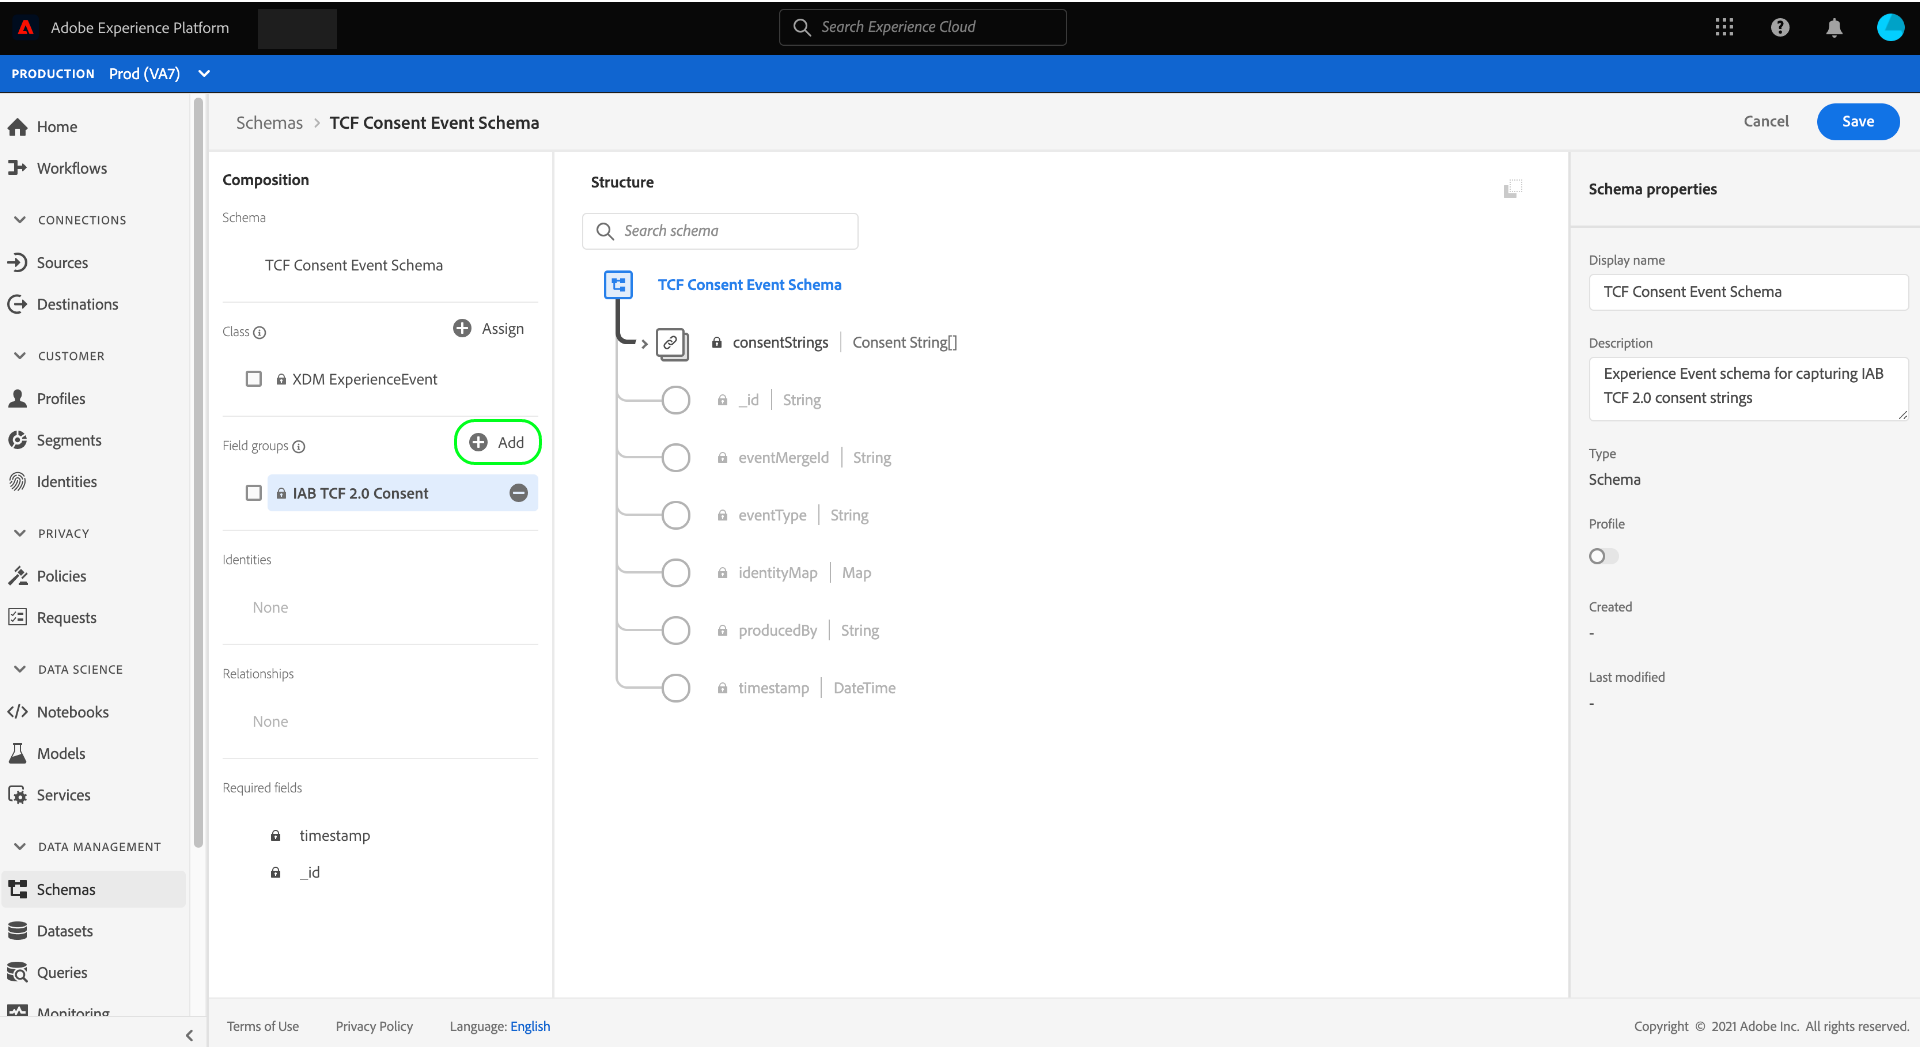 Adobe Experience Platform
Search Experience Cloud
PRODUCTION Prod (VA7)
Home
Workflows
CONNECTIONS
Sources
Destinations
CUSTOMER
Profiles
Segments
Identities
PRIVACY
Policies
Requests
DATA SCIENCE
Notebooks
Models
Services
DATA MANAGEMENT
Schemas
Datasets
Queries
Monitoring
Schemas > TCF Consent Event Schema
Cancel
Save
Composition
Schema
TCF Consent Event Schema
Class
Assign
XDM ExperienceEvent
Field groups
Add
IAB TCF 2.0 Consent
Identities
None
Relationships
None
Required fields
timestamp
_id
Structure
Search schema
TCF Consent Event Schema
consentStrings | Consent String[]
_id | String
eventMergeId | String
eventType | String
identityMap | Map
producedBy | String
timestamp | DateTime
Schema properties
Display name
TCF Consent Event Schema
Description
Experience Event schema for capturing IAB
TCF 2.0 consent strings
Type
Schema
Profile
Created
-
Last modified
-
Terms of Use
Privacy Policy
Language: English
Copyright © 2021 Adobe Inc. All rights reserved.